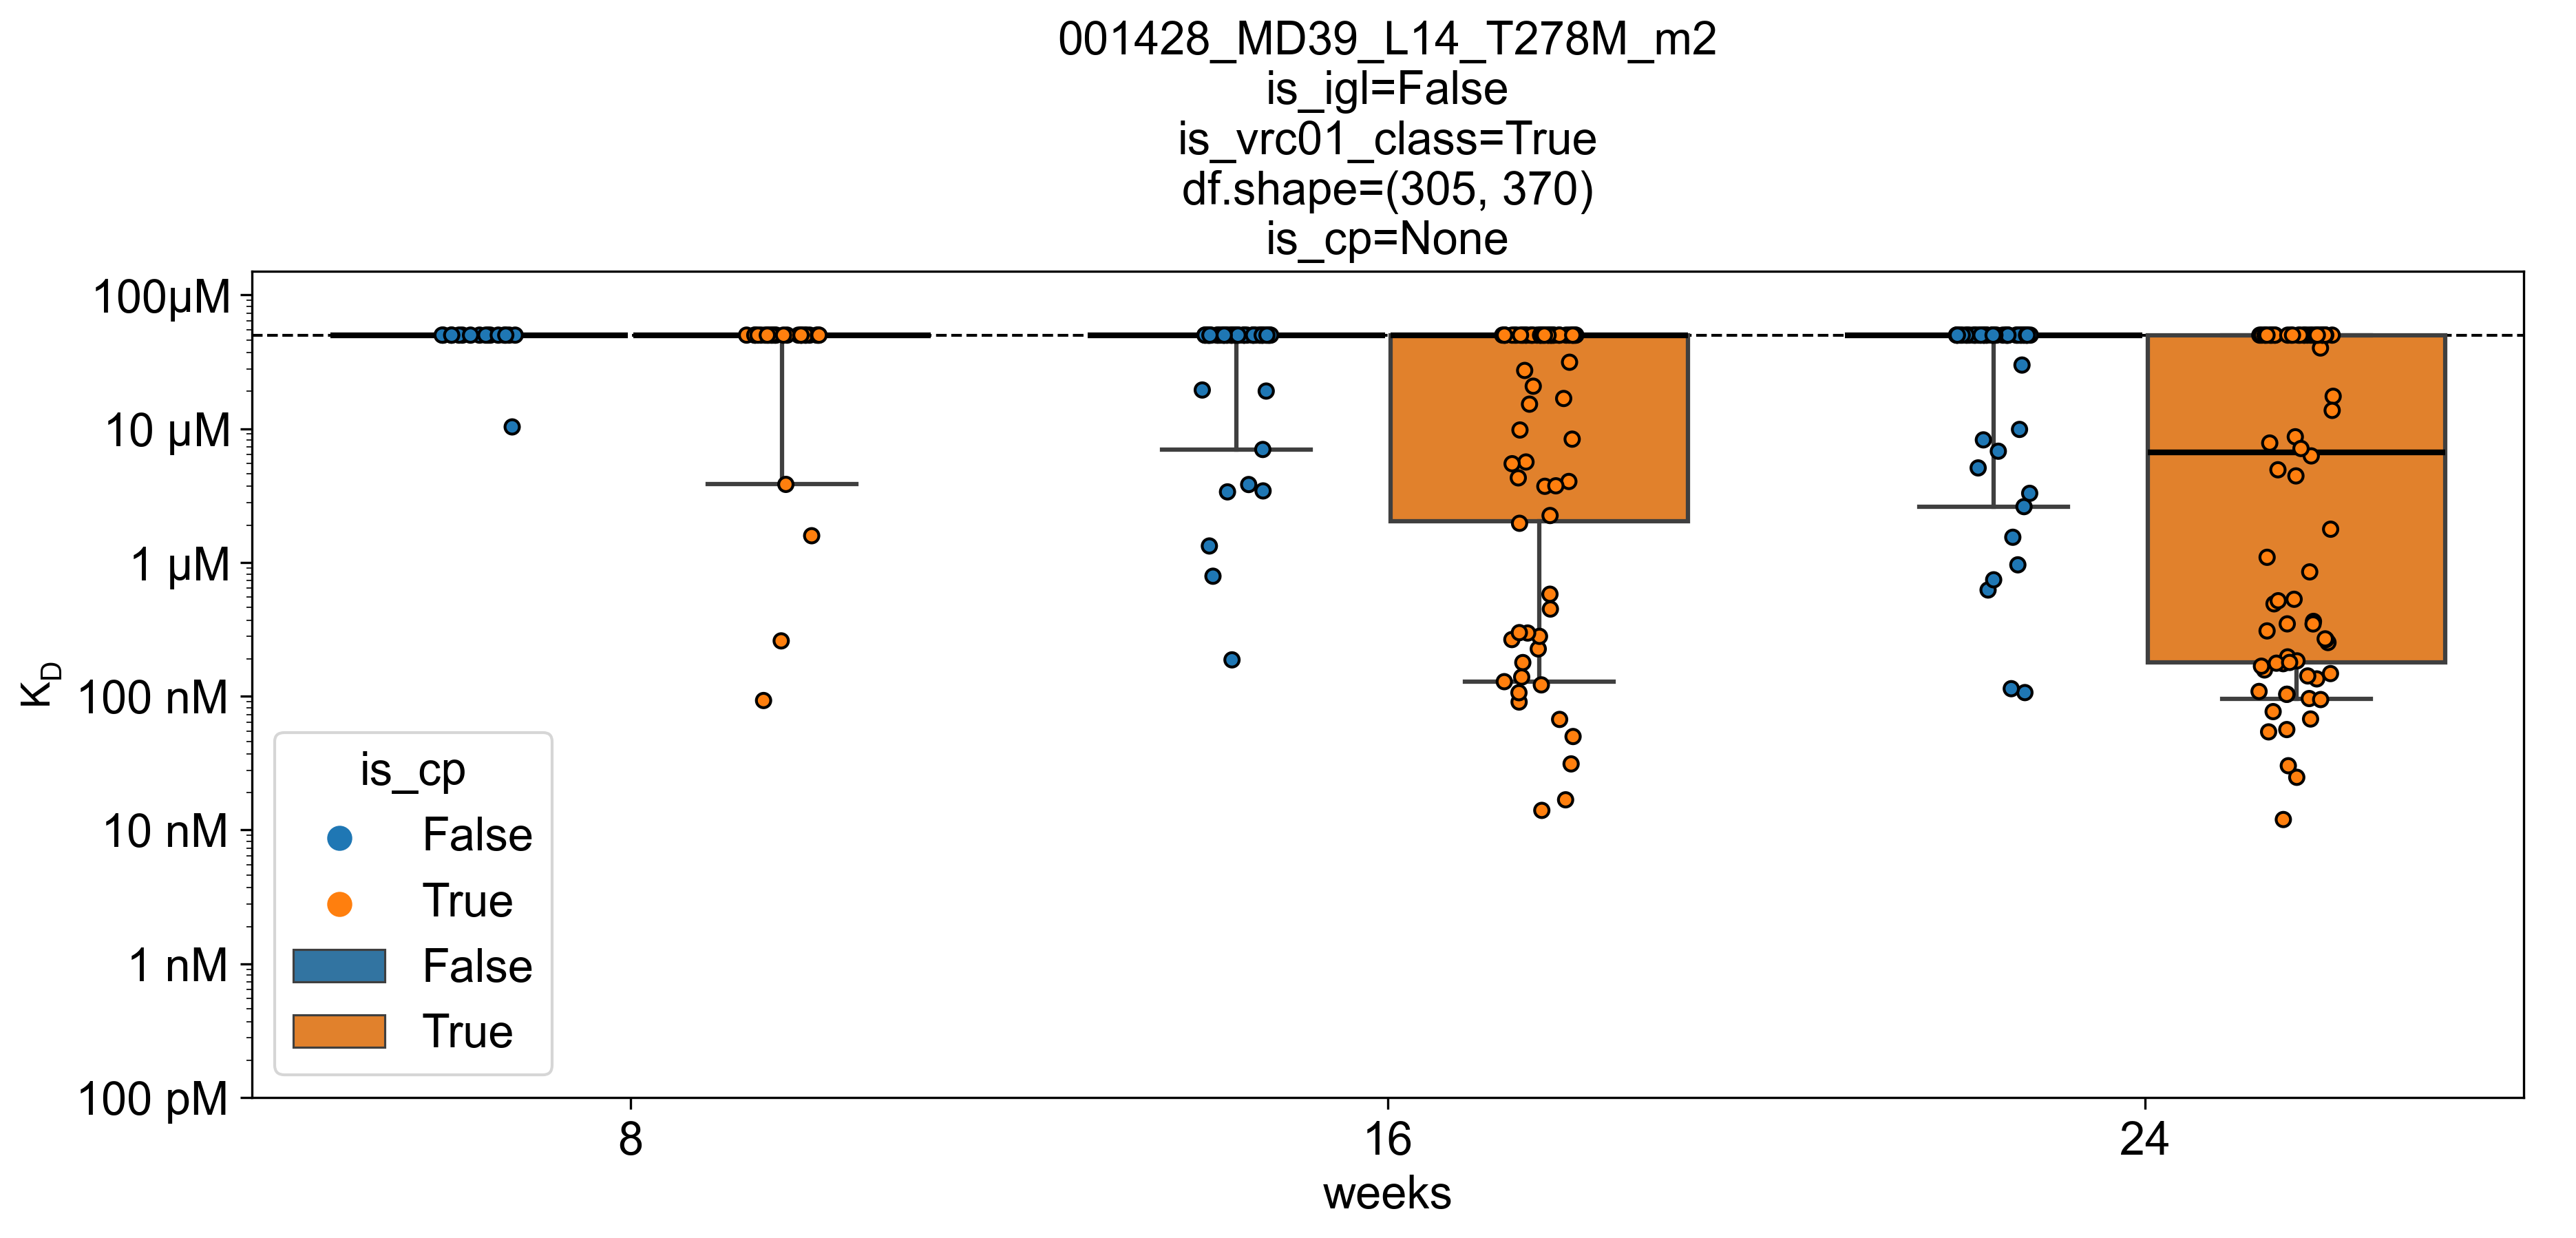 001428_MD39_L14_T278M_m2
is_igl=False
is_vrc01_class=True
df.shape=(305, 370)
is_cp=None
100μM
10 μM
1 μM
100 nM
10 nM
1 nM
100 pM
K_D
is_cp
False
True
False
True
8
16
24
weeks